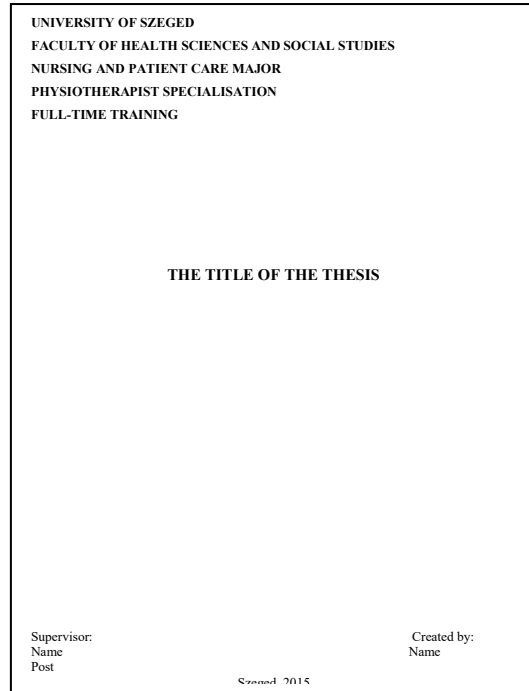 UNIVERSITY OF SZEGED
FACULTY OF HEALTH SCIENCES AND SOCIAL STUDIES
NURSING AND PATIENT CARE MAJOR
PHYSIOTHERAPIST SPECIALISATION
FULL-TIME TRAINING
THE TITLE OF THE THESIS
Supervisor: Created by:
Name Name
Post
Szeged, 2015